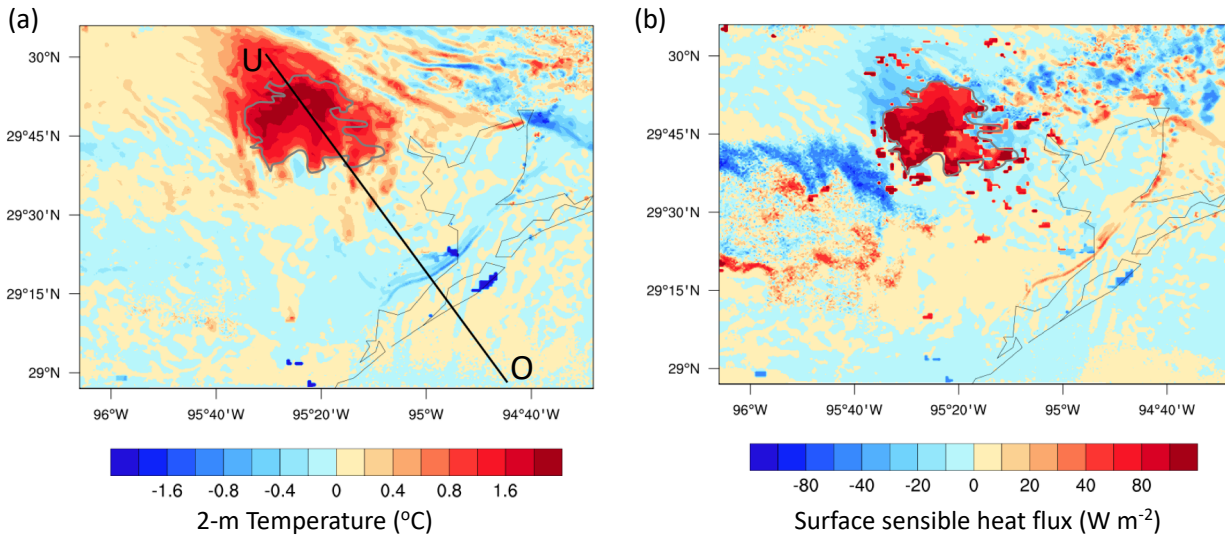 (a)
(b)
U
O
30°N
29°45'N
29°30'N
29°15'N
29°N
96°W
95°40'W
95°20'W
95°W
94°40'W
-1.6
-0.8
-0.4
0
0.4
0.8
1.6
2-m Temperature (°C)
30°N
29°45'N
29°30'N
29°15'N
29°N
96°W
95°40'W
95°20'W
95°W
94°40'W
-80
-40
-20
0
20
40
80
Surface sensible heat flux (W m⁻²)